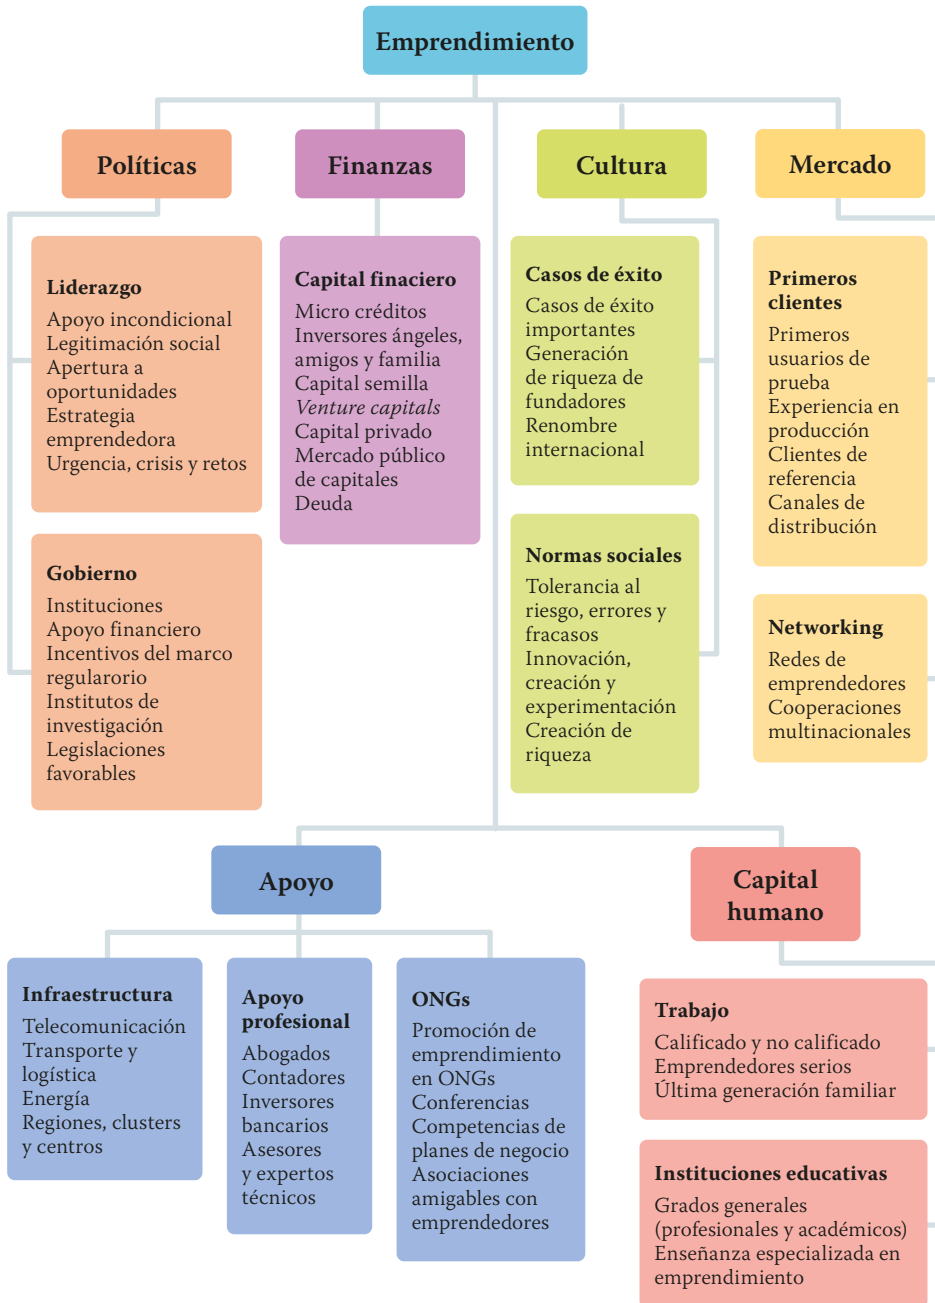 Emprendimiento
Políticas
Finanzas
Cultura
Mercado
Liderazgo
Apoyo incondicional
Legitimación social
Apertura a
oportunidades
Estrategia
emprendedora
Urgencia, crisis y retos
Gobierno
Instituciones
Apoyo financiero
Incentivos del marco
regularorio
Institutos de
investigación
Legislaciones
favorables
Capital finaciero
Micro créditos
Inversores ángeles,
amigos y familia
Capital semilla
Venture capitals
Capital privado
Mercado público
de capitales
Deuda
Casos de éxito
Casos de éxito
importantes
Generación
de riqueza de
fundadores
Renombre
internacional
Normas sociales
Tolerancia al
riesgo, errores y
fracasos
Innovación,
creación y
experimentación
Creación de
riqueza
Primeros
clientes
Primeros
usuarios de
prueba
Experiencia en
producción
Clientes de
referencia
Canales de
distribución
Networking
Redes de
emprendedores
Cooperaciones
multinacionales
Apoyo
Capital
humano
Infraestructura
Telecomunicación
Transporte y
logística
Energía
Regiones, clusters
y centros
Apoyo
profesional
Abogados
Contadores
Inversores
bancarios
Asesores
y expertos
técnicos
ONGs
Promoción de
emprendimiento
en ONGs
Conferencias
Competencias de
planes de negocio
Asociaciones
amigables con
emprendedores
Trabajo
Calificado y no calificado
Emprendedores serios
Última generación familiar
Instituciones educativas
Grados generales
(profesionales y académicos)
Enseñanza especializada en
emprendimiento